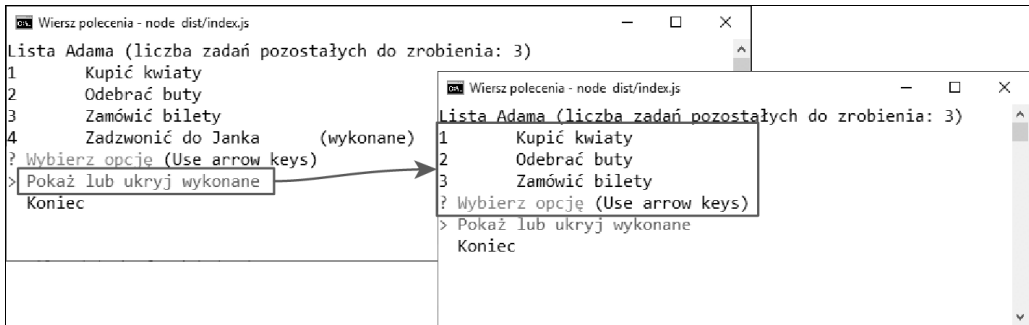 Wiersz polecenia - node dist/index.js
Lista Adama (liczba zadań pozostałych do zrobienia: 3)
1 Kupić kwiaty
2 Odebrać buty
3 Zamówić bilety
4 Zadzwonić do Janka (wykonane)
? Wybierz opcję (Use arrow keys)
> Pokaż lub ukryj wykonane
Koniec
Wiersz polecenia - node dist/index.js
Lista Adama (liczba zadań pozostałych do zrobienia: 3)
1 Kupić kwiaty
2 Odebrać buty
3 Zamówić bilety
? Wybierz opcję (Use arrow keys)
> Pokaż lub ukryj wykonane
Koniec